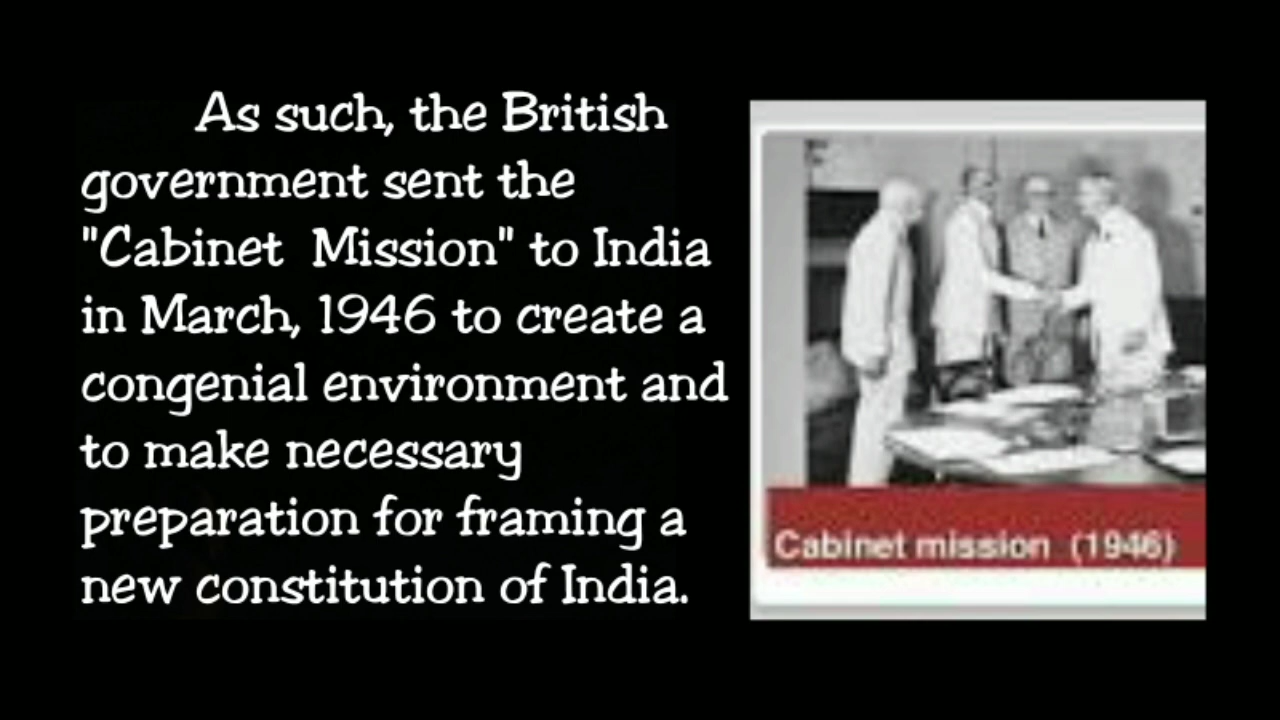 As such, the British
government sent the
"Cabinet Mission" to India
in March, 1946 to create a
congenial environment and
to make necessary
preparation for framing a
new constitution of India.
Cabinet mission (1946)